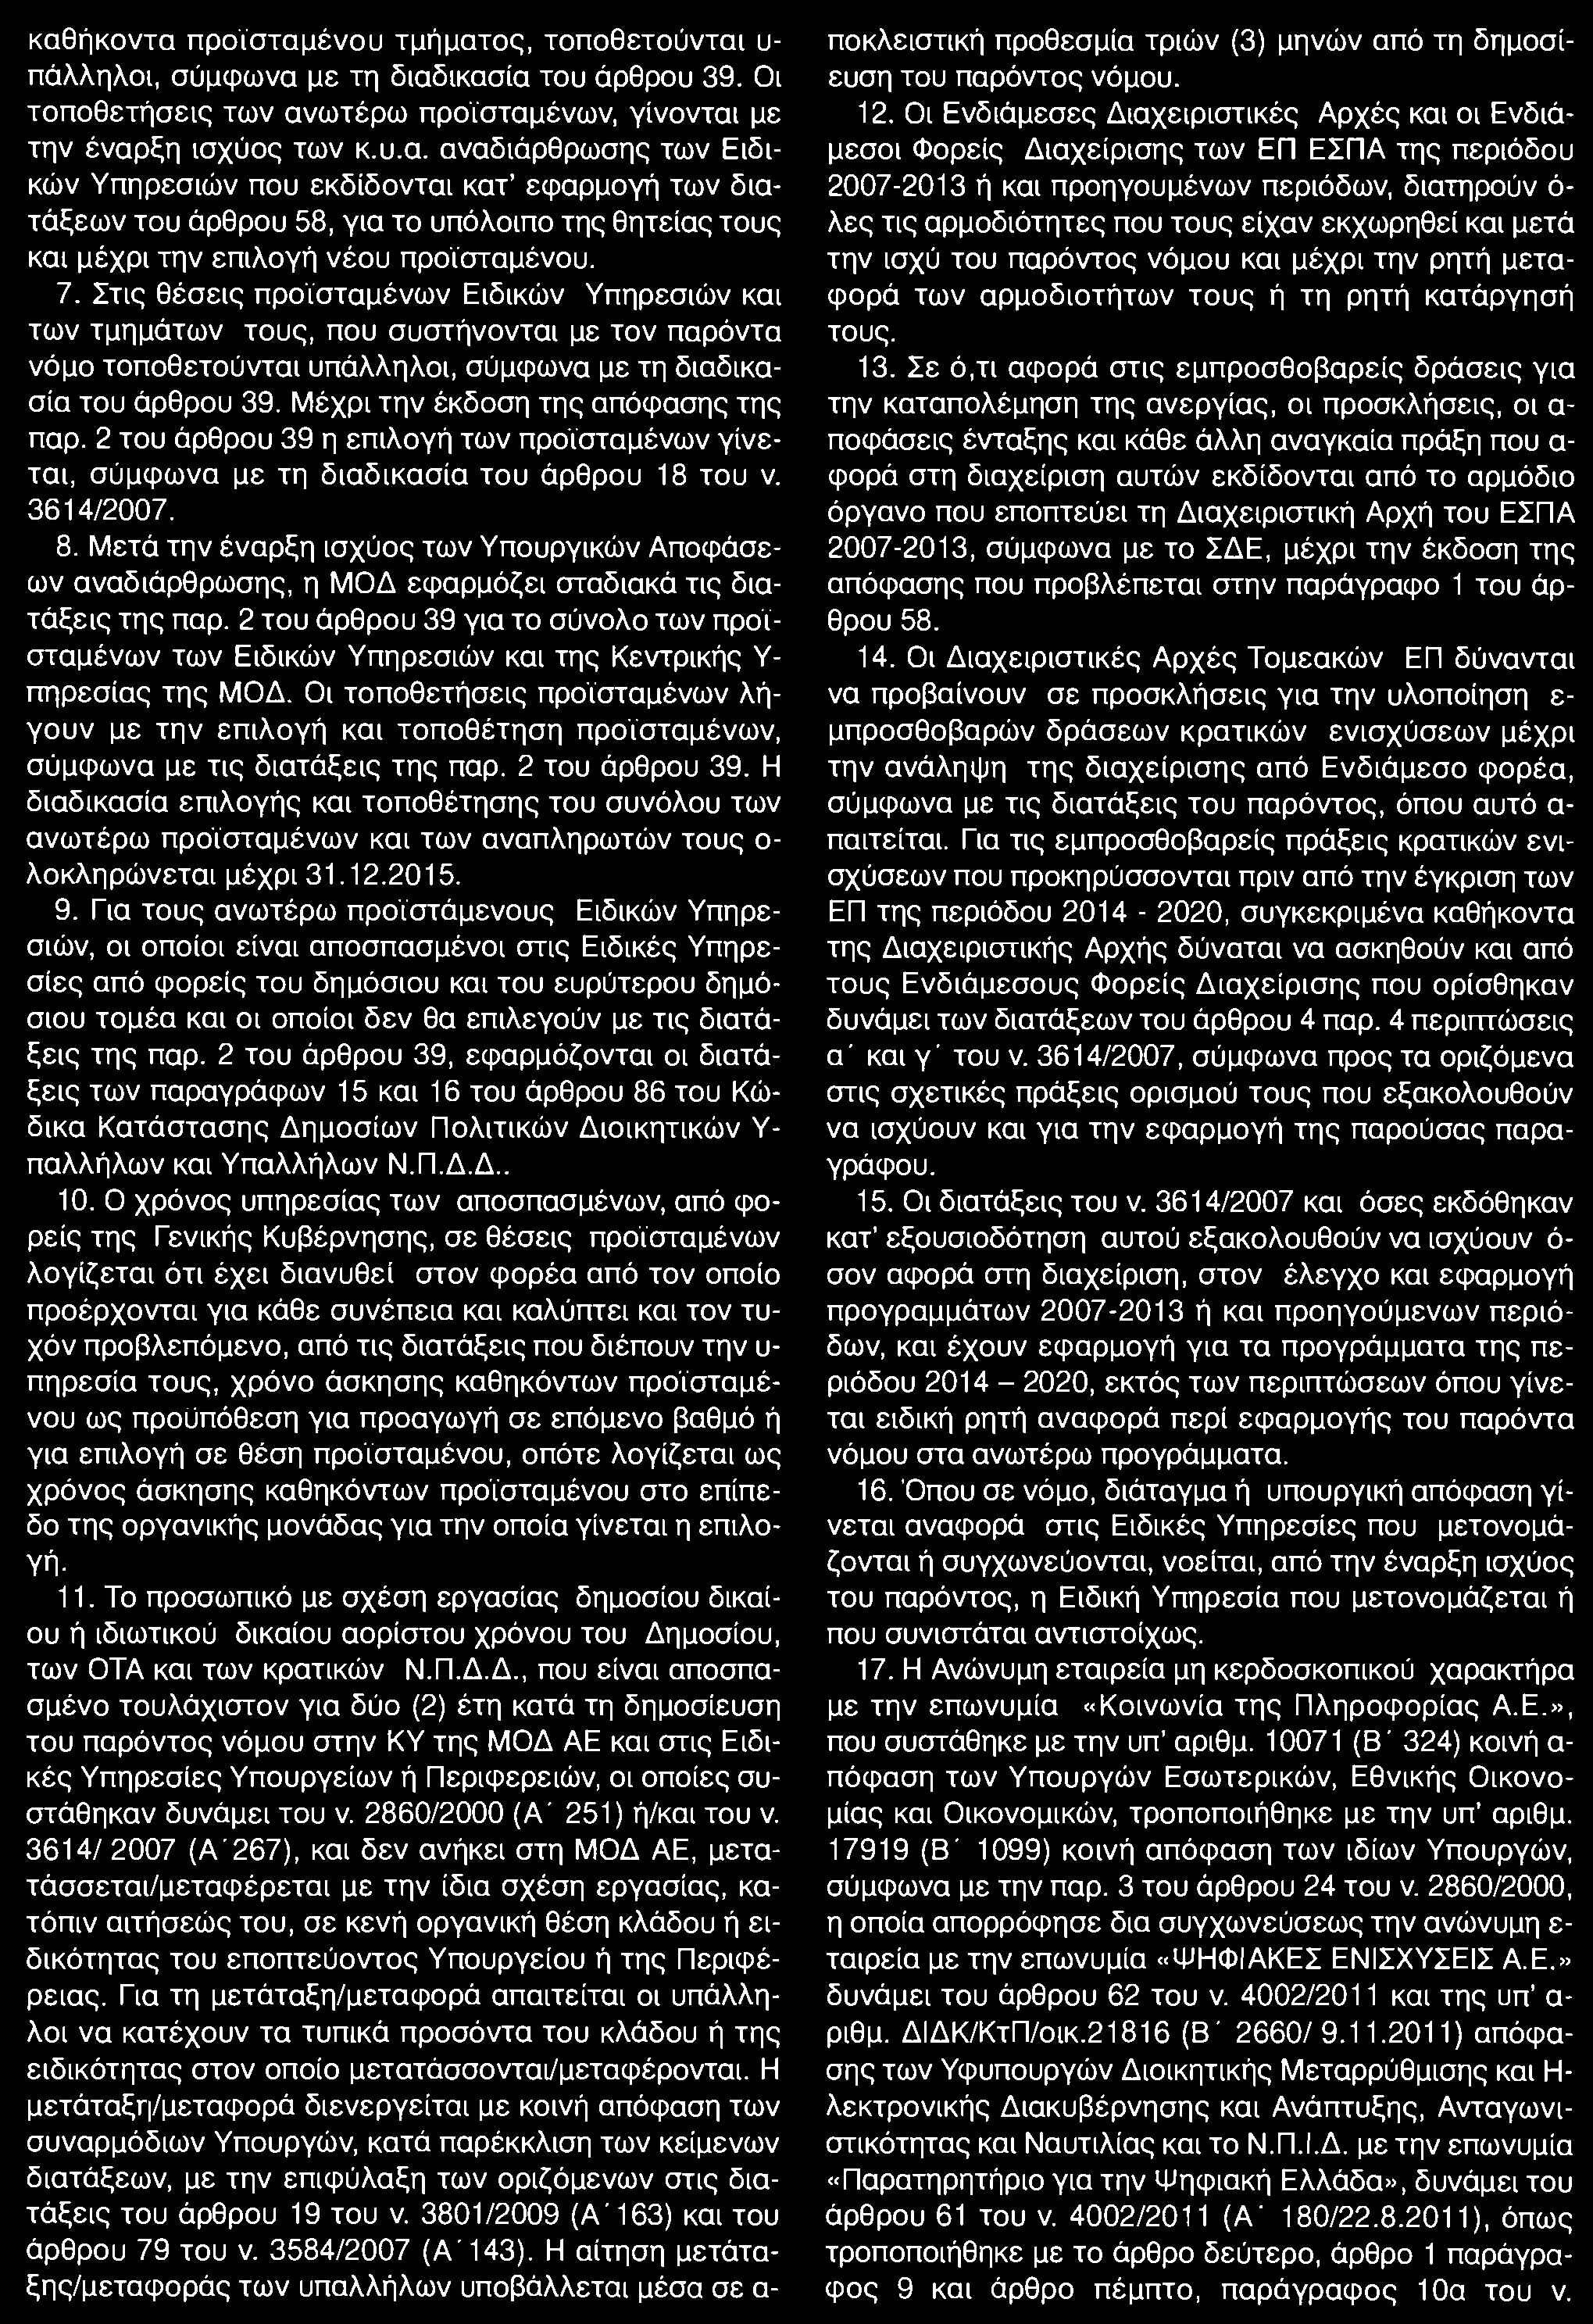 καθήκοντα προϊσταμένου τμήματος, τοποθετούνται υ-
πάλληλοι, σύμφωνα με τη διαδικασία του άρθρου 39. Οι
τοποθετήσεις των ανωτέρω προϊσταμένων, γίνονται με
την έναρξη ισχύος των κ.υ.α. αναδιάρθρωσης των Ειδι-
κών Υπηρεσιών που εκδίδονται κατ’ εφαρμογή των δια-
τάξεων του άρθρου 58, για το υπόλοιπο της θητείας τους
και μέχρι την επιλογή νέου προϊσταμένου.
7. Στις θέσεις προϊσταμένων Ειδικών Υπηρεσιών και
των τμημάτων τους, που συστήνονται με τον παρόντα
νόμο τοποθετούνται υπάλληλοι, σύμφωνα με τη διαδικα-
σία του άρθρου 39. Μέχρι την έκδοση της απόφασης της
παρ. 2 του άρθρου 39 η επιλογή των προϊσταμένων γίνε-
ται, σύμφωνα με τη διαδικασία του άρθρου 18 του ν.
3614/2007.
8. Μετά την έναρξη ισχύος των Υπουργικών Αποφάσε-
ων αναδιάρθρωσης, η ΜΟΔ εφαρμόζει σταδιακά τις δια-
τάξεις της παρ. 2 του άρθρου 39 για το σύνολο των προϊ-
σταμένων των Ειδικών Υπηρεσιών και της Κεντρικής Υ-
πηρεσίας της ΜΟΔ. Οι τοποθετήσεις προϊσταμένων λή-
γουν με την επιλογή και τοποθέτηση προϊσταμένων,
σύμφωνα με τις διατάξεις της παρ. 2 του άρθρου 39. Η
διαδικασία επιλογής και τοποθέτησης του συνόλου των
ανωτέρω προϊσταμένων και των αναπληρωτών τους ο-
λοκληρώνεται μέχρι 31.12.2015.
9. Για τους ανωτέρω προϊστάμενους Ειδικών Υπηρε-
σιών, οι οποίοι είναι αποσπασμένοι στις Ειδικές Υπηρε-
σίες από φορείς του δημόσιου και του ευρύτερου δημό-
σιου τομέα και οι οποίοι δεν θα επιλεγούν με τις διατά-
ξεις της παρ. 2 του άρθρου 39, εφαρμόζονται οι διατά-
ξεις των παραγράφων 15 και 16 του άρθρου 86 του Κώ-
δικα Κατάστασης Δημοσίων Πολιτικών Διοικητικών Υ-
παλλήλων και Υπαλλήλων Ν.Π.Δ.Δ..
10. Ο χρόνος υπηρεσίας των αποσπασμένων, από φο-
ρείς της Γενικής Κυβέρνησης, σε θέσεις προϊσταμένων
λογίζεται ότι έχει διανυθεί στον φορέα από τον οποίο
προέρχονται για κάθε συνέπεια και καλύπτει και τον τυ-
χόν προβλεπόμενο, από τις διατάξεις που διέπουν την υ-
πηρεσία τους, χρόνο άσκησης καθηκόντων προϊσταμέ-
νου ως προϋπόθεση για προαγωγή σε επόμενο βαθμό ή
για επιλογή σε θέση προϊσταμένου, οπότε λογίζεται ως
χρόνος άσκησης καθηκόντων προϊσταμένου στο επίπε-
δο της οργανικής μονάδας για την οποία γίνεται η επιλο-
γή.
11. Το προσωπικό με σχέση εργασίας δημοσίου δικαί-
ου ή ιδιωτικού δικαίου αορίστου χρόνου του Δημοσίου,
των ΟΤΑ και των κρατικών Ν.Π.Δ.Δ., που είναι αποσπα-
σμένο τουλάχιστον για δύο (2) έτη κατά τη δημοσίευση
του παρόντος νόμου στην ΚΥ της ΜΟΔ ΑΕ και στις Ειδι-
κές Υπηρεσίες Υπουργείων ή Περιφερειών, οι οποίες συ-
στάθηκαν δυνάμει του ν. 2860/2000 (Α΄ 251) ή/και του ν.
3614/ 2007 (Α΄267), και δεν ανήκει στη ΜΟΔ ΑΕ, μετα-
τάσσεται/μεταφέρεται με την ίδια σχέση εργασίας, κα-
τόπιν αιτήσεώς του, σε κενή οργανική θέση κλάδου ή ει-
δικότητας του εποπτεύοντος Υπουργείου ή της Περιφέ-
ρειας. Για τη μετάταξη/μεταφορά απαιτείται οι υπάλλη-
λοι να κατέχουν τα τυπικά προσόντα του κλάδου ή της
ειδικότητας στον οποίο μετατάσσονται/μεταφέρονται. Η
μετάταξη/μεταφορά διενεργείται με κοινή απόφαση των
συναρμόδιων Υπουργών, κατά παρέκκλιση των κείμενων
διατάξεων, με την επιφύλαξη των οριζόμενων στις δια-
τάξεις του άρθρου 19 του ν. 3801/2009 (Α΄163) και του
άρθρου 79 του ν. 3584/2007 (Α΄143). Η αίτηση μετάτα-
ξης/μεταφοράς των υπαλλήλων υποβάλλεται μέσα σε α-
ποκλειστική προθεσμία τριών (3) μηνών από τη δημοσί-
ευση του παρόντος νόμου.
12. Οι Ενδιάμεσες Διαχειριστικές Αρχές και οι Ενδιά-
μεσοι Φορείς Διαχείρισης των ΕΠ ΕΣΠΑ της περιόδου
2007-2013 ή και προηγουμένων περιόδων, διατηρούν ό-
λες τις αρμοδιότητες που τους είχαν εκχωρηθεί και μετά
την ισχύ του παρόντος νόμου και μέχρι την ρητή μετα-
φορά των αρμοδιοτήτων τους ή τη ρητή κατάργησή
τους.
13. Σε ό,τι αφορά στις εμπροσθοβαρείς δράσεις για
την καταπολέμηση της ανεργίας, οι προσκλήσεις, οι α-
ποφάσεις ένταξης και κάθε άλλη αναγκαία πράξη που α-
φορά στη διαχείριση αυτών εκδίδονται από το αρμόδιο
όργανο που εποπτεύει τη Διαχειριστική Αρχή του ΕΣΠΑ
2007-2013, σύμφωνα με το ΣΔΕ, μέχρι την έκδοση της
απόφασης που προβλέπεται στην παράγραφο 1 του άρ-
θρου 58.
14. Οι Διαχειριστικές Αρχές Τομεακών ΕΠ δύνανται
να προβαίνουν σε προσκλήσεις για την υλοποίηση ε-
μπροσθοβαρών δράσεων κρατικών ενισχύσεων μέχρι
την ανάληψη της διαχείρισης από Ενδιάμεσο φορέα,
σύμφωνα με τις διατάξεις του παρόντος, όπου αυτό α-
παιτείται. Για τις εμπροσθοβαρείς πράξεις κρατικών ενι-
σχύσεων που προκηρύσσονται πριν από την έγκριση των
ΕΠ της περιόδου 2014 - 2020, συγκεκριμένα καθήκοντα
της Διαχειριστικής Αρχής δύναται να ασκηθούν και από
τους Ενδιάμεσους Φορείς Διαχείρισης που ορίσθηκαν
δυνάμει των διατάξεων του άρθρου 4 παρ. 4 περιπτώσεις
α΄ και γ΄ του ν. 3614/2007, σύμφωνα προς τα οριζόμενα
στις σχετικές πράξεις ορισμού τους που εξακολουθούν
να ισχύουν και για την εφαρμογή της παρούσας παρα-
γράφου.
15. Οι διατάξεις του ν. 3614/2007 και όσες εκδόθηκαν
κατ’ εξουσιοδότηση αυτού εξακολουθούν να ισχύουν ό-
σον αφορά στη διαχείριση, στον έλεγχο και εφαρμογή
προγραμμάτων 2007-2013 ή και προηγούμενων περιό-
δων, και έχουν εφαρμογή για τα προγράμματα της πε-
ριόδου 2014 – 2020, εκτός των περιπτώσεων όπου γίνε-
ται ειδική ρητή αναφορά περί εφαρμογής του παρόντα
νόμου στα ανωτέρω προγράμματα.
16. Όπου σε νόμο, διάταγμα ή υπουργική απόφαση γί-
νεται αναφορά στις Ειδικές Υπηρεσίες που μετονομά-
ζονται ή συγχωνεύονται, νοείται, από την έναρξη ισχύος
του παρόντος, η Ειδική Υπηρεσία που μετονομάζεται ή
που συνιστάται αντιστοίχως.
17. Η Ανώνυμη εταιρεία μη κερδοσκοπικού χαρακτήρα
με την επωνυμία «Κοινωνία της Πληροφορίας Α.Ε.»,
που συστάθηκε με την υπ’ αριθμ. 10071 (Β΄ 324) κοινή α-
πόφαση των Υπουργών Εσωτερικών, Εθνικής Οικονο-
μίας και Οικονομικών, τροποποιήθηκε με την υπ’ αριθμ.
17919 (Β΄ 1099) κοινή απόφαση των ιδίων Υπουργών,
σύμφωνα με την παρ. 3 του άρθρου 24 του ν. 2860/2000,
η οποία απορρόφησε δια συγχωνεύσεως την ανώνυμη ε-
ταιρεία με την επωνυμία «ΨΗΦΙΑΚΕΣ ΕΝΙΣΧΥΣΕΙΣ Α.Ε.»
δυνάμει του άρθρου 62 του ν. 4002/2011 και της υπ’ α-
ριθμ. ΔΙΔΚ/ΚτΠ/οικ.21816 (Β΄ 2660/ 9.11.2011) απόφα-
σης των Υφυπουργών Διοικητικής Μεταρρύθμισης και Η-
λεκτρονικής Διακυβέρνησης και Ανάπτυξης, Ανταγωνι-
στικότητας και Ναυτιλίας και το Ν.Π.Ι.Δ. με την επωνυμία
«Παρατηρητήριο για την Ψηφιακή Ελλάδα», δυνάμει του
άρθρου 61 του ν. 4002/2011 (Α΄ 180/22.8.2011), όπως
τροποποιήθηκε με το άρθρο δεύτερο, άρθρο 1 παράγρα-
φος 9 και άρθρο πέμπτο, παράγραφος 10α του ν.